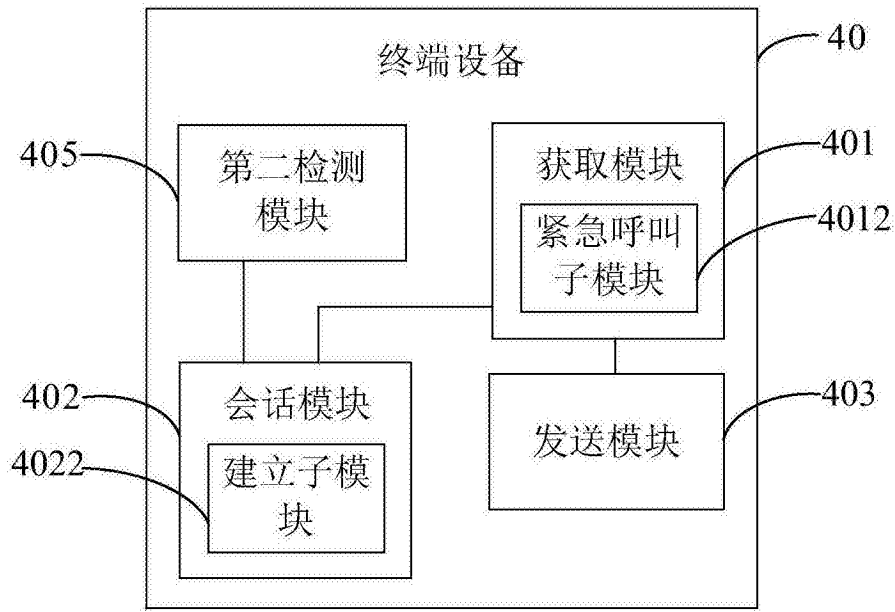 终端设备
40
405
第二检测
模块
获取模块
401
紧急呼叫
子模块
4012
402
会话模块
4022
建立子模
块
发送模块
403